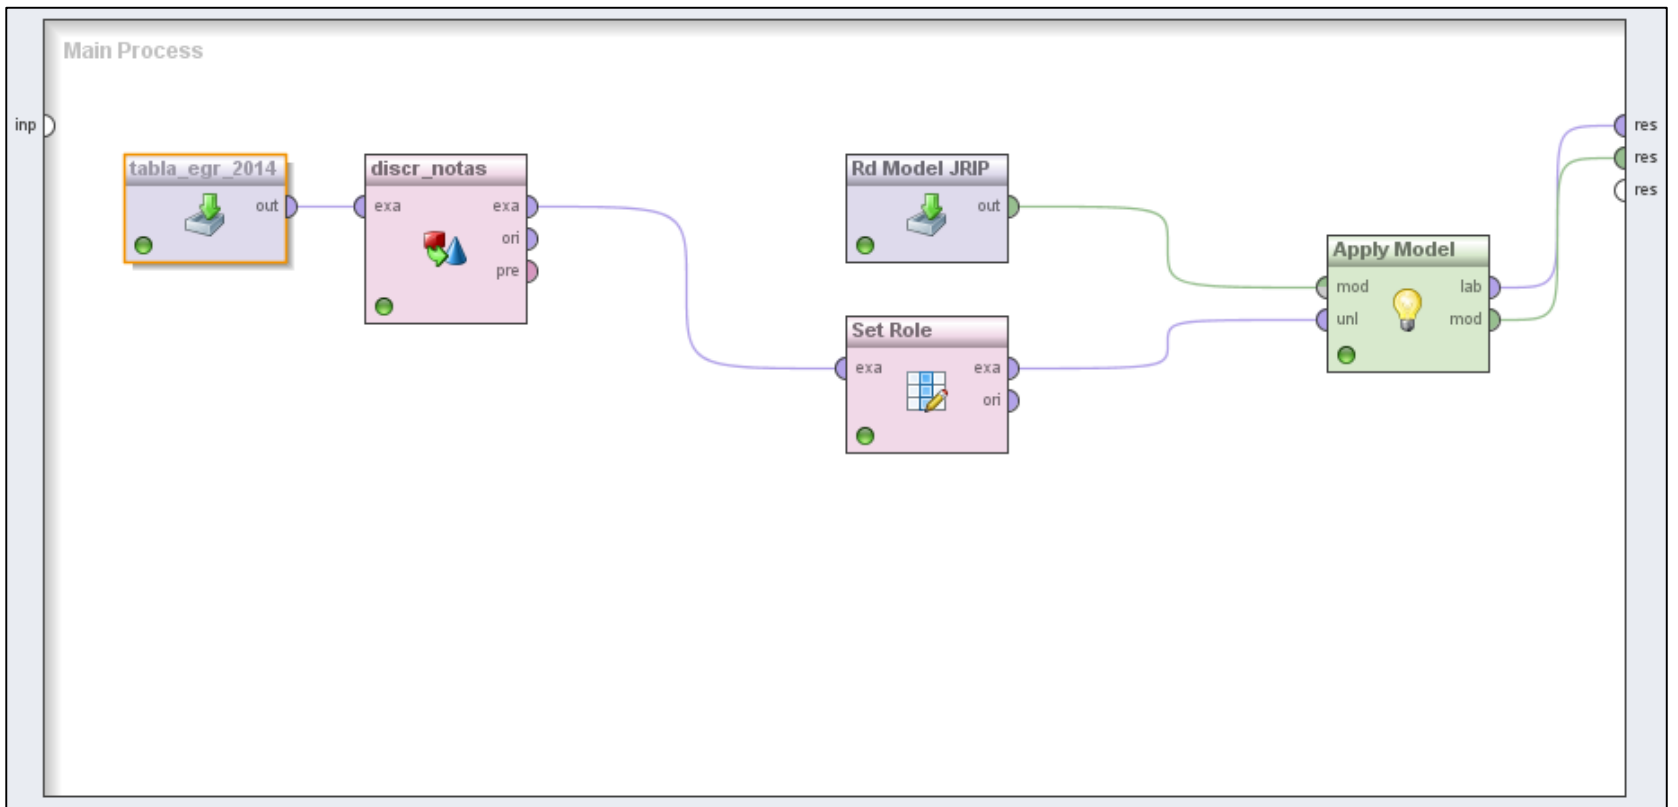 Main Process
inp
res
res
res
tabla_egr_2014
out
discr_notas
exa
exa
ori
pre
Rd Model JRIP
out
Set Role
exa
exa
ori
Apply Model
mod
lab
unl
mod